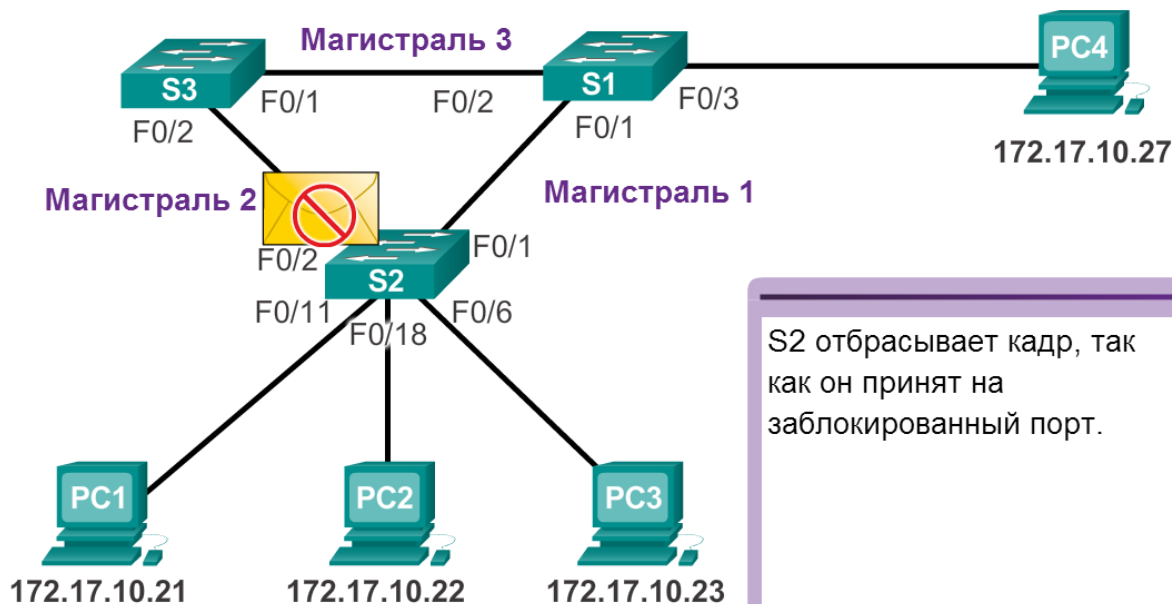 Магистраль 3
PC4
S3
S1
F0/1
F0/2
F0/3
F0/2
F0/1
172.17.10.27
Магистраль 2
Магистраль 1
F0/2
F0/1
S2
F0/11
F0/18
F0/6
S2 отбрасывает кадр, так
как он принят на
заблокированный порт.
PC1
PC2
PC3
172.17.10.21
172.17.10.22
172.17.10.23